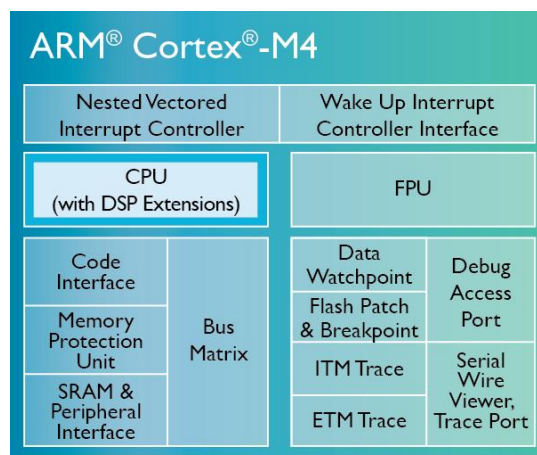 ARM® Cortex®-M4
Nested Vectored
Interrupt Controller
Wake Up Interrupt
Controller Interface
CPU
(with DSP Extensions)
FPU
Code
Interface
Memory
Protection
Unit
SRAM &
Peripheral
Interface
Bus
Matrix
Data
Watchpoint
Flash Patch
& Breakpoint
ITM Trace
ETM Trace
Debug
Access
Port
Serial
Wire
Viewer,
Trace Port